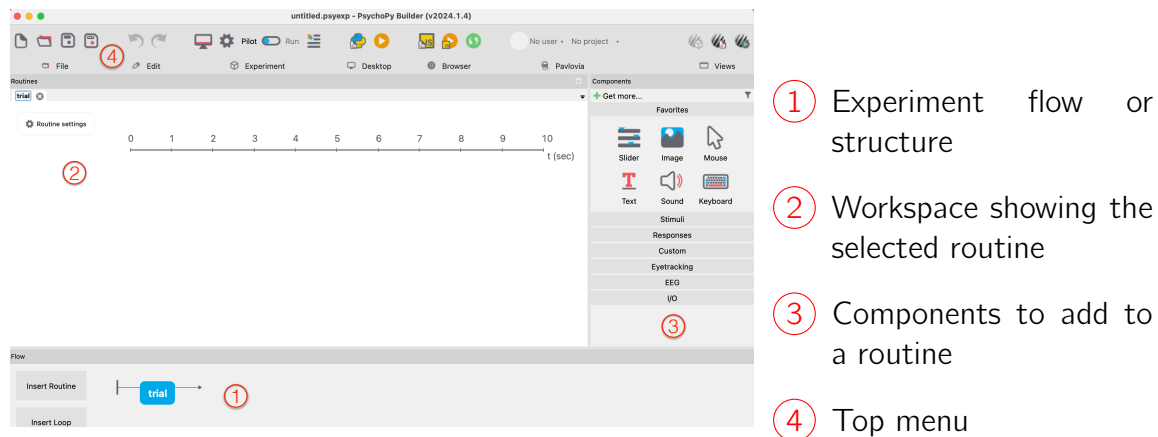 untitled.psyexp - PsychoPy Builder (v2024.1.4)
Pilot Run JS No user No project
4
File Edit Experiment Desktop Browser Pavlovia Views
Routines Components
trial Get more...
Favorites
Routine settings
0 1 2 3 4 5 6 7 8 9 10
t (sec)
Slider Image Mouse
2
T
Text Sound Keyboard
Stimuli
Responses
Custom
Eyetracking
EEG
I/O
3
Flow
Insert Routine
trial
1
Insert Loop
1 Experiment flow or
structure
2 Workspace showing the
selected routine
3 Components to add to
a routine
4 Top menu